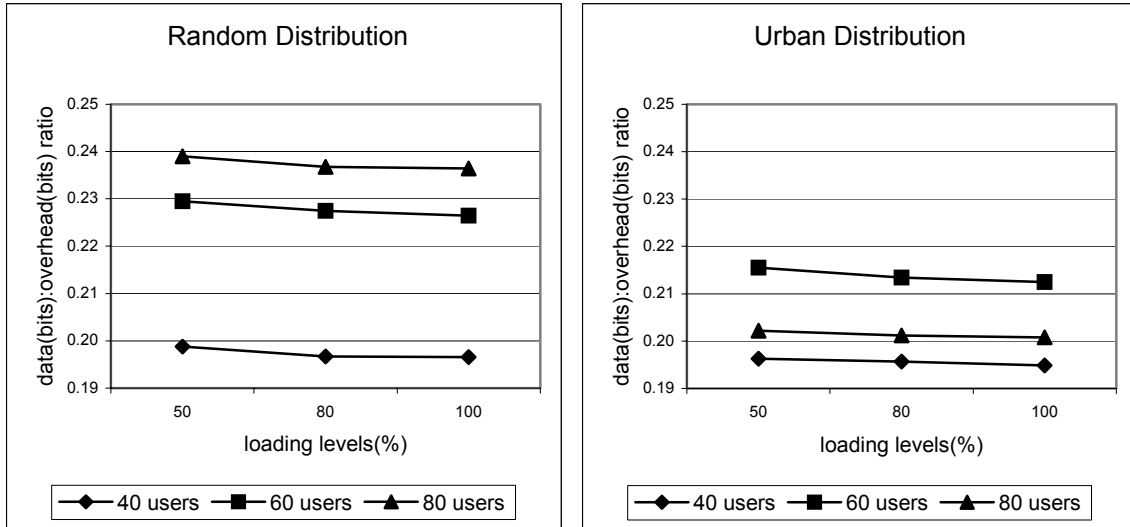 Random Distribution
data(bits):overhead(bits) ratio
0.25
0.24
0.23
0.22
0.21
0.20
0.19
50 80 100
loading levels(%)
40 users 60 users 80 users
Urban Distribution
data(bits):overhead(bits) ratio
0.25
0.24
0.23
0.22
0.21
0.20
0.19
50 80 100
loading levels(%)
40 users 60 users 80 users